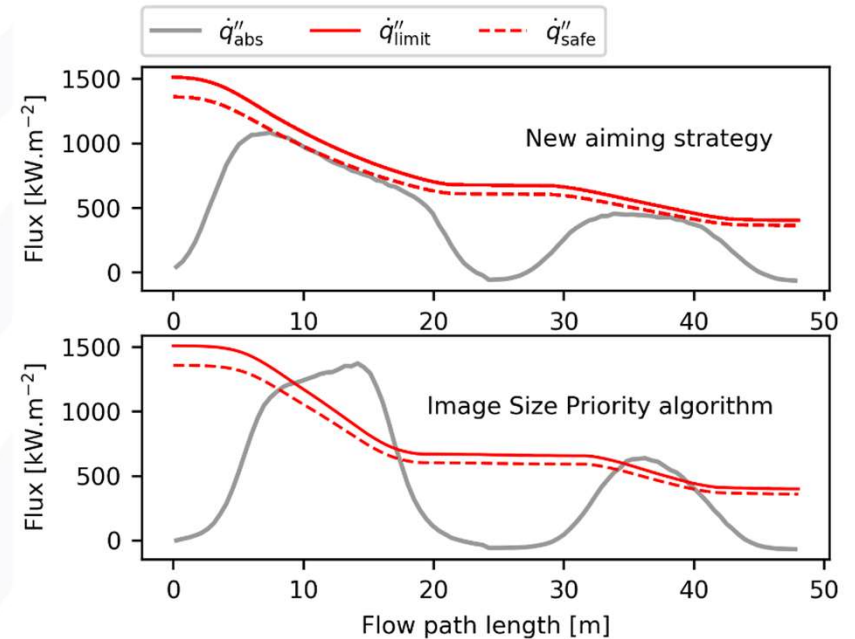 q̇″abs q̇″limit q̇″safe
1500
1000
500
0
Flux [kW.m⁻²]
New aiming strategy
0 10 20 30 40 50
1500
1000
500
0
Flux [kW.m⁻²]
Image Size Priority algorithm
0 10 20 30 40 50
Flow path length [m]